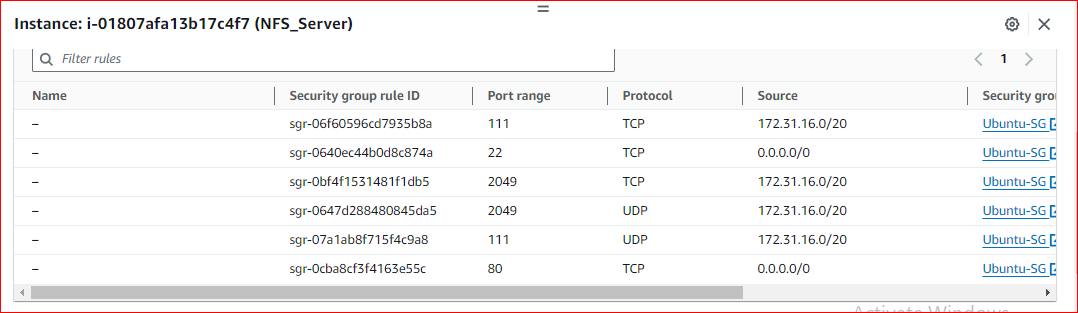 Instance: i-01807afa13b17c4f7 (NFS_Server)
Filter rules
1
Name Security group rule ID Port range Protocol Source Security grou
– sgr-06f60596cd7935b8a 111 TCP 172.31.16.0/20 Ubuntu-SG
– sgr-0640ec44b0d8c874a 22 TCP 0.0.0.0/0 Ubuntu-SG
– sgr-0bf4f1531481f1db5 2049 TCP 172.31.16.0/20 Ubuntu-SG
– sgr-0647d288480845da5 2049 UDP 172.31.16.0/20 Ubuntu-SG
– sgr-07a1ab8f715f4c9a8 111 UDP 172.31.16.0/20 Ubuntu-SG
– sgr-0cba8cf3f4163e55c 80 TCP 0.0.0.0/0 Ubuntu-SG
Activate Windows